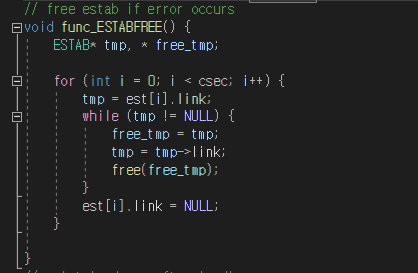 // free estab if error occurs
void func_ESTABFREE() {
ESTAB* tmp, * free_tmp;
for (int i = 0; i < csec; i++) {
tmp = est[i].link;
while (tmp != NULL) {
free_tmp = tmp;
tmp = tmp->link;
free(free_tmp);
}
est[i].link = NULL;
}
}